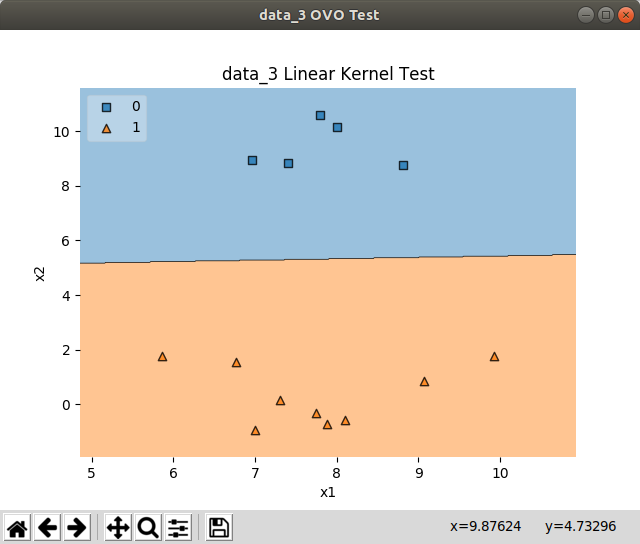 data_3 OVO Test
data_3 Linear Kernel Test
0
1
10
8
6
4
2
0
x2
5 6 7 8 9 10
x1
x=9.87624 y=4.73296